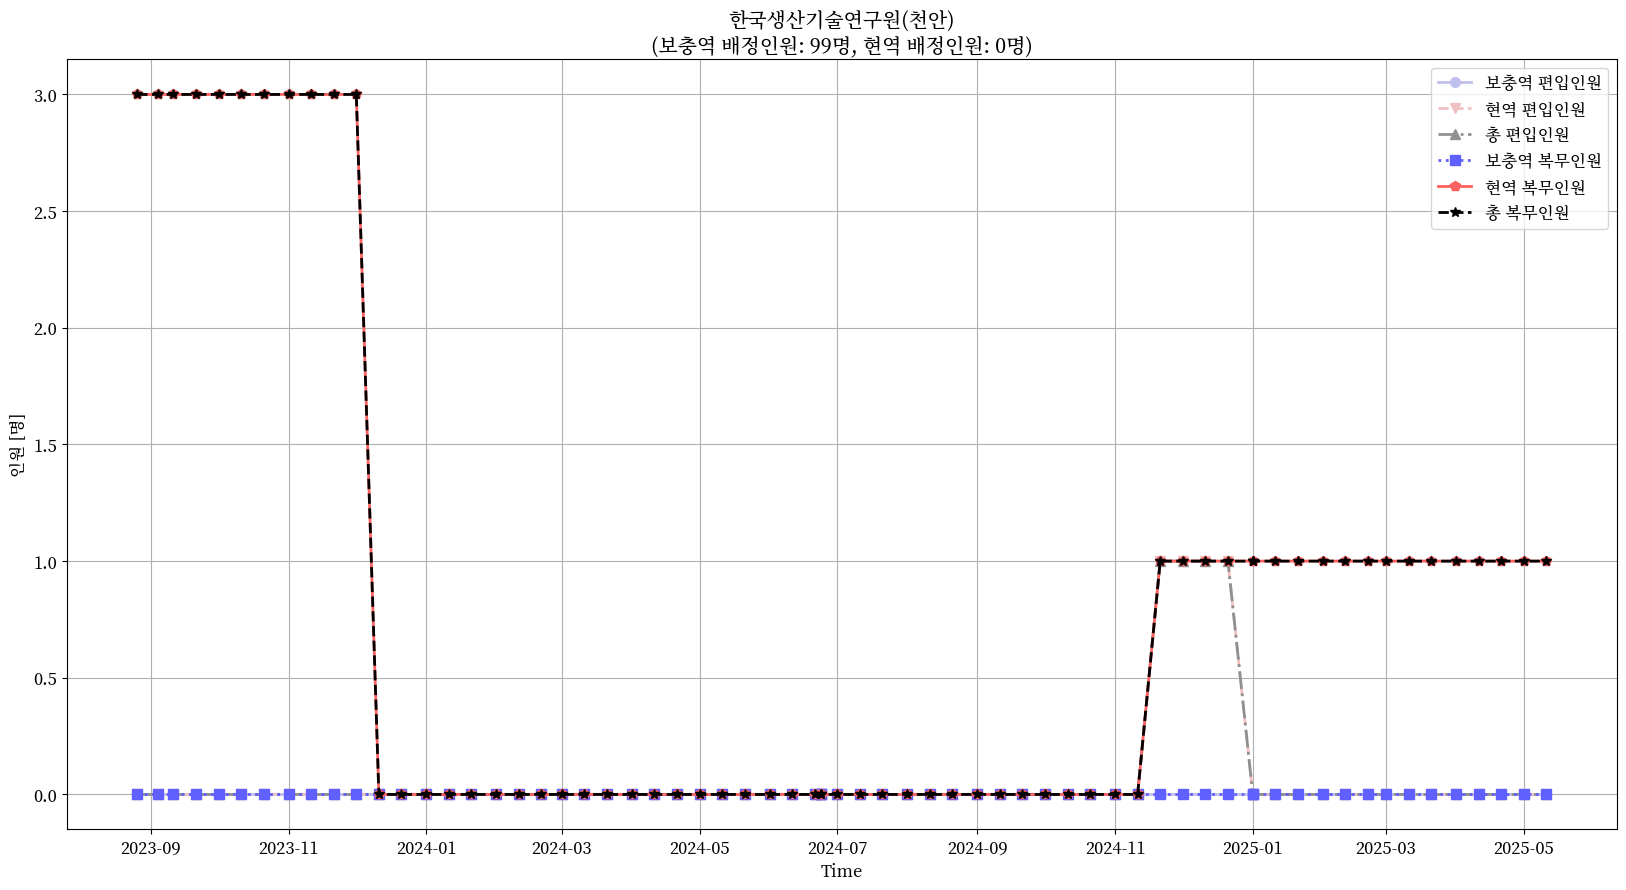 한국생산기술연구원(천안)
(보충역 배정인원: 99명, 현역 배정인원: 0명)
보충역 편입인원
현역 편입인원
총 편입인원
보충역 복무인원
현역 복무인원
총 복무인원
3.0
2.5
2.0
1.5
1.0
0.5
0.0
인원 [명]
2023-09 2023-11 2024-01 2024-03 2024-05 2024-07 2024-09 2024-11 2025-01 2025-03 2025-05
Time